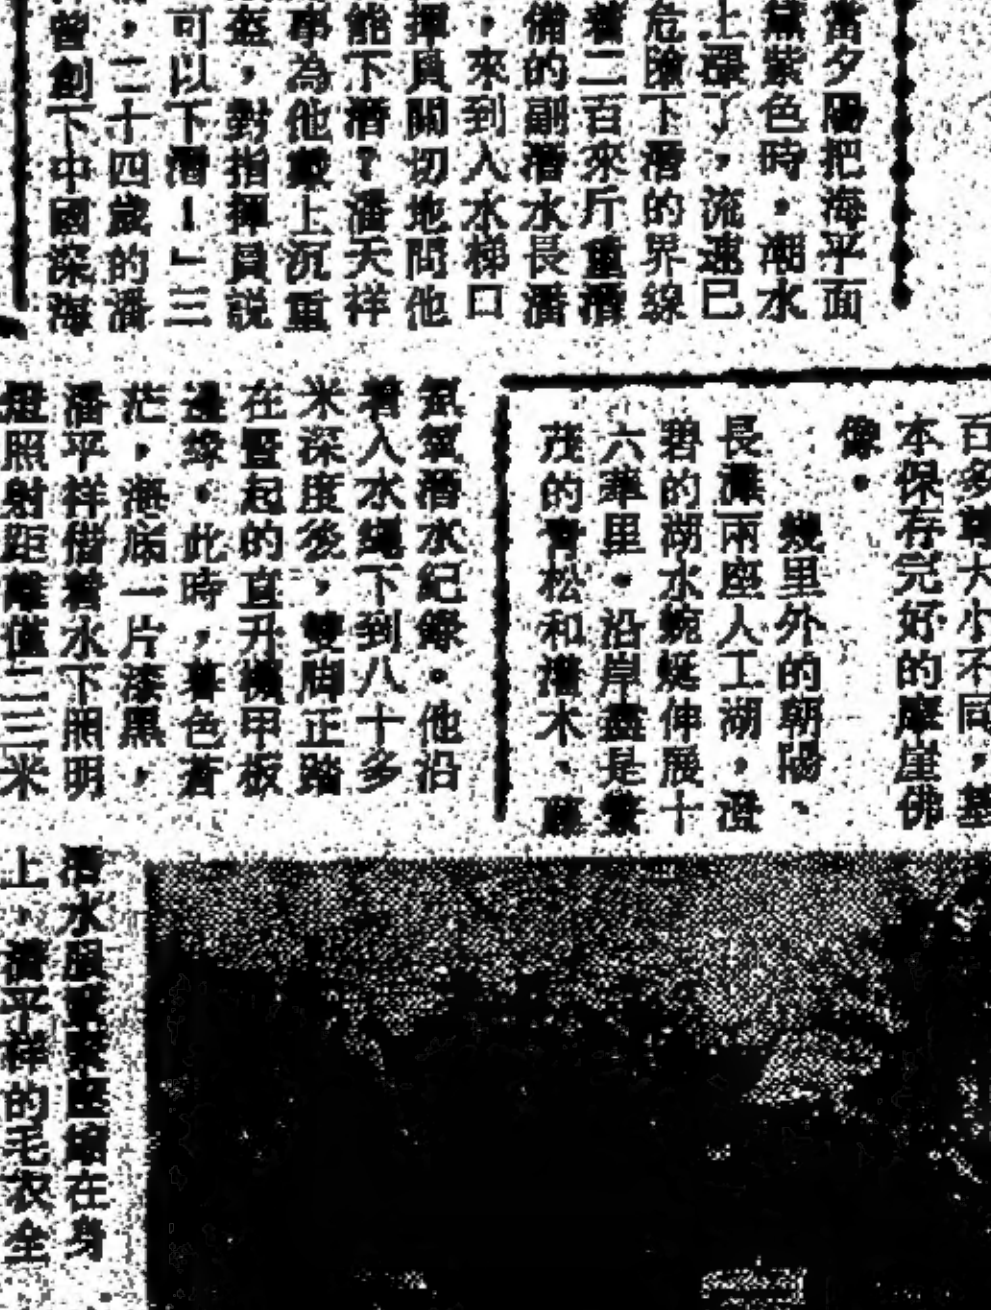 當夕陽把海平面
黛紫色時，潮水
上漲了，流速已
危險下潛的界線
着二百來斤重潛
備的副潛水長潘
，來到入水梯口
揮員關切地問他
能下潛？潘天祥
為他戴上沉重
盔，對指揮員説
可以下潛！」三
，二十四歲的潘
曾創下中國深海
氦氧潛水紀錄。他沿
着入水繩下到八十多
米深度後，雙脚正踏
在豎起的直升機甲板
邊緣。此時，暮色蒼
茫，海底一片漆黑，
潘平祥借着水下照明
燈照射距離僅二三米
水
在身
上，潘平祥的毛衣全
百多尊大小不同，基
本保存完好的摩崖佛
像。
幾里外的朝陽、
長灘兩座人工湖，澄
碧的湖水蜿蜒伸展十
六華里。沿岸盡是繁
茂的青松和灌木、